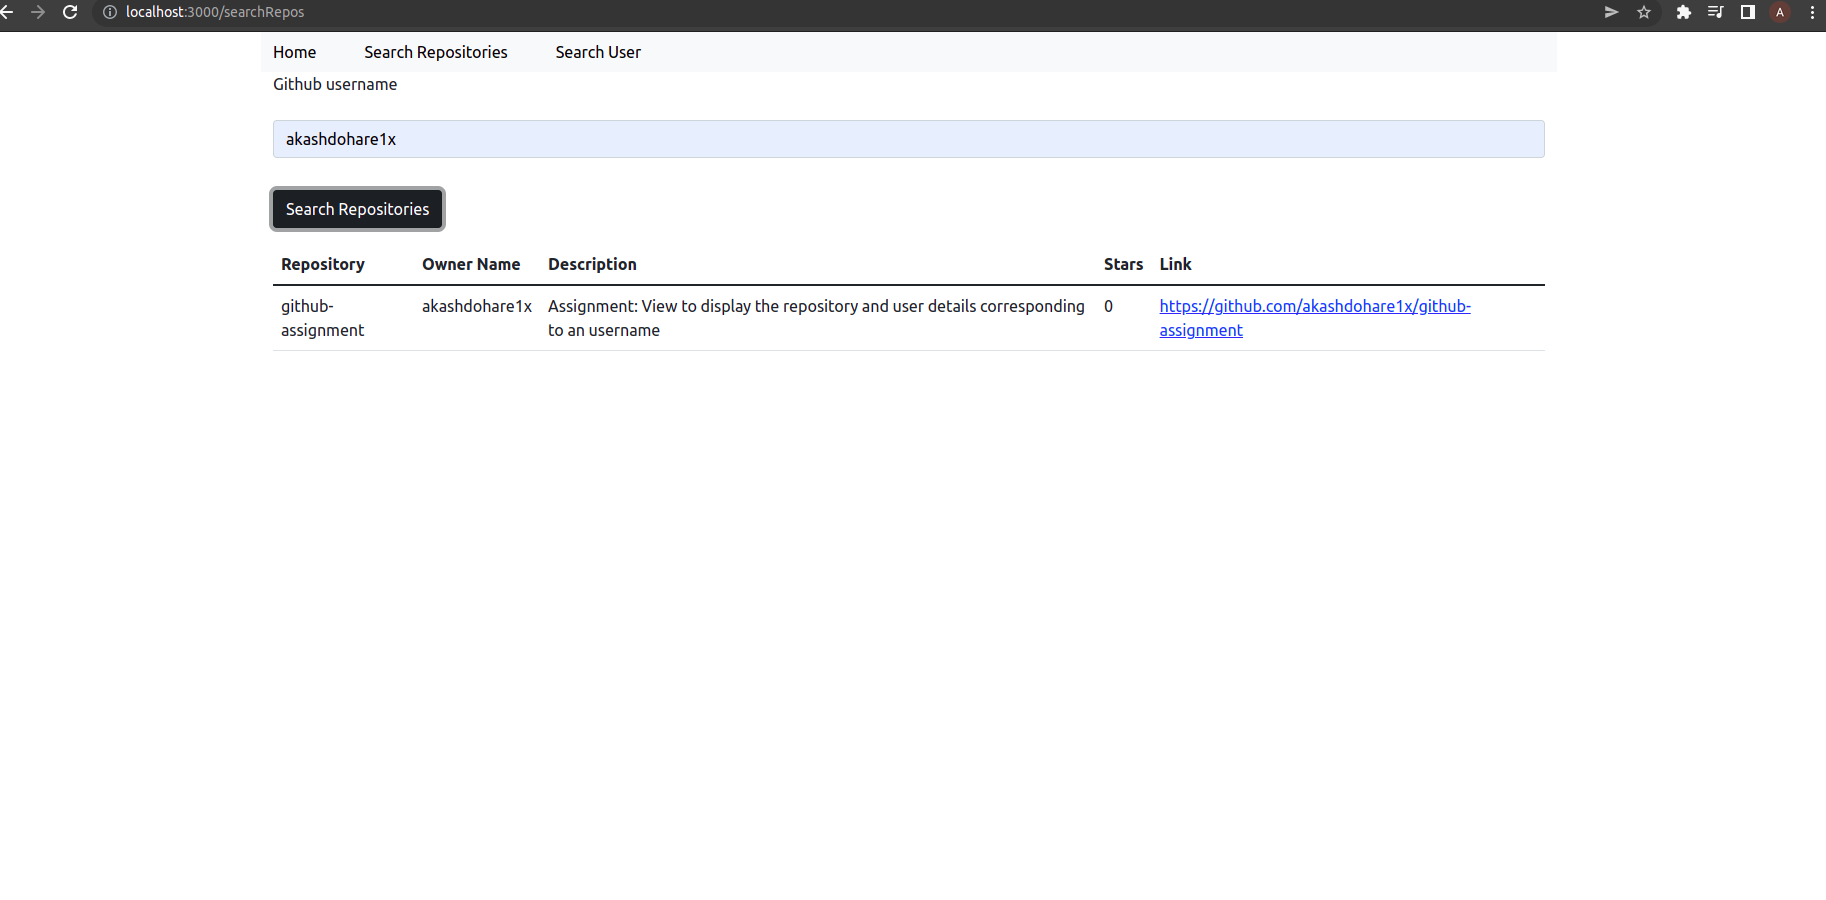 localhost:3000/searchRepos
A
Home Search Repositories Search User
Github username
akashdohare1x
Search Repositories
Repository Owner Name Description Stars Link
github- akashdohare1x Assignment: View to display the repository and user details corresponding 0 https://github.com/akashdohare1x/github-
assignment to an username assignment